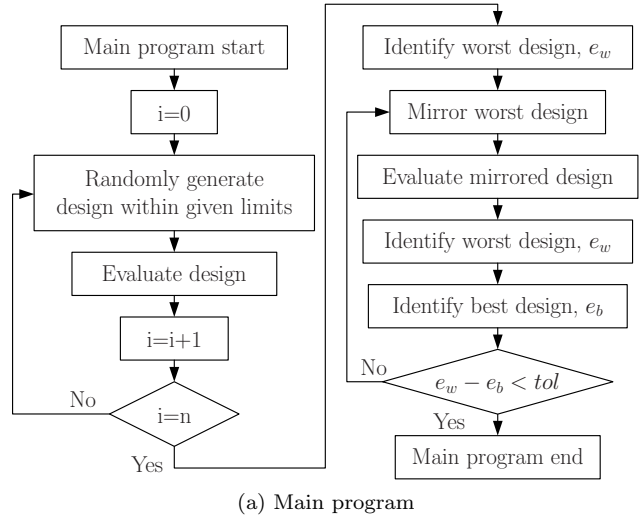 Main program start
i=0
Randomly generate
design within given limits
Evaluate design
i=i+1
No
i=n
Yes
Identify worst design, e_w
Mirror worst design
Evaluate mirrored design
Identify worst design, e_w
Identify best design, e_b
No
e_w − e_b < tol
Yes
Main program end
(a) Main program